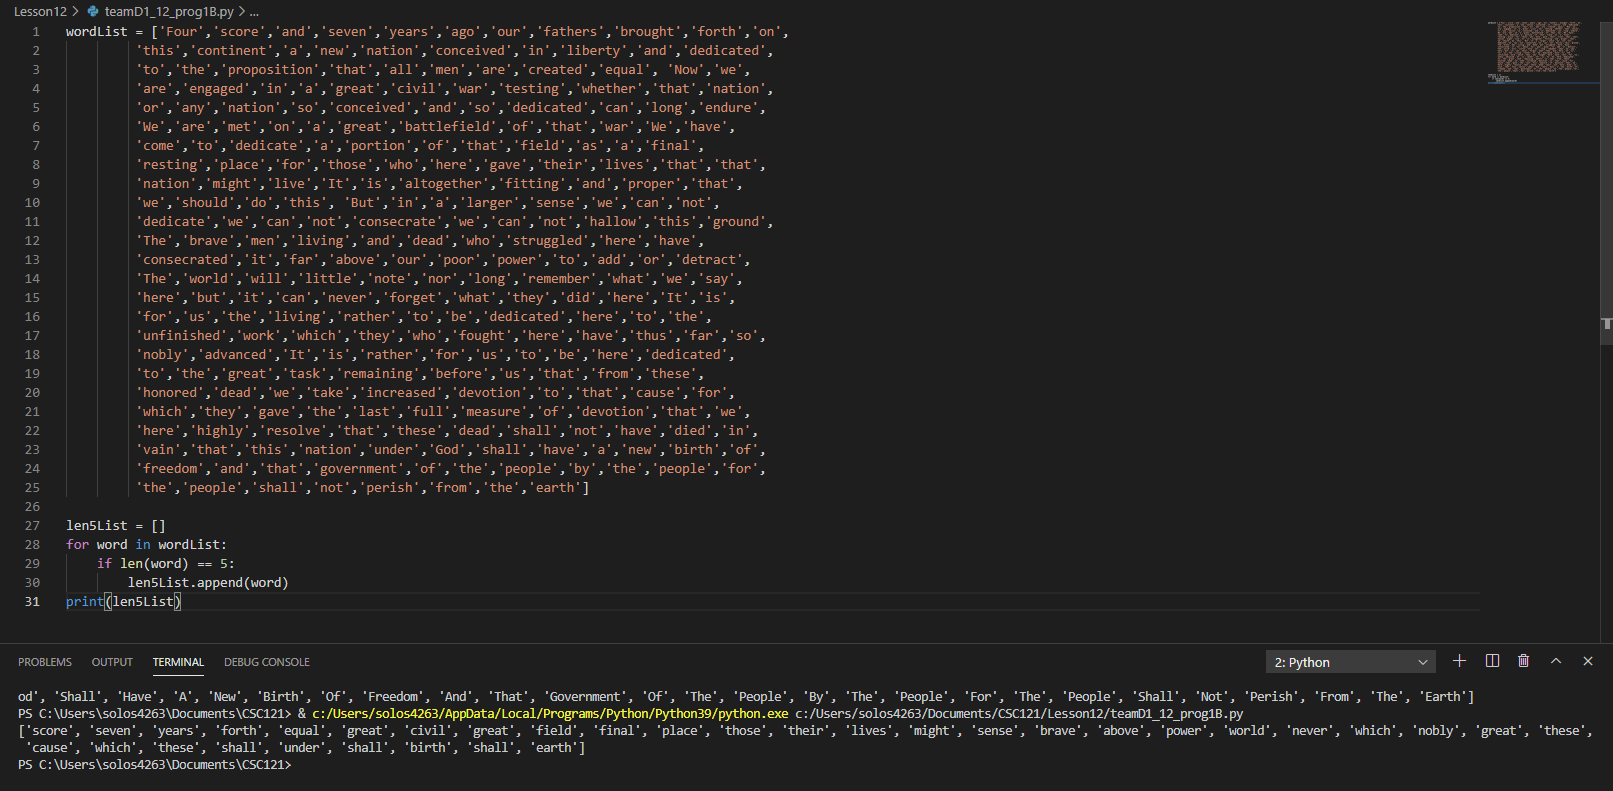 Lesson12 > teamD1_12_prog1B.py > ...
1 wordList = ['Four','score','and','seven','years','ago','our','fathers','brought','forth','on',
2 'this','continent','a','new','nation','conceived','in','liberty','and','dedicated',
3 'to','the','proposition','that','all','men','are','created','equal', 'Now','we',
4 'are','engaged','in','a','great','civil','war','testing','whether','that','nation',
5 'or','any','nation','so','conceived','and','so','dedicated','can','long','endure',
6 'We','are','met','on','a','great','battlefield','of','that','war','We','have',
7 'come','to','dedicate','a','portion','of','that','field','as','a','final',
8 'resting','place','for','those','who','here','gave','their','lives','that','that',
9 'nation','might','live','It','is','altogether','fitting','and','proper','that',
10 'we','should','do','this', 'But','in','a','larger','sense','we','can','not',
11 'dedicate','we','can','not','consecrate','we','can','not','hallow','this','ground',
12 'The','brave','men','living','and','dead','who','struggled','here','have',
13 'consecrated','it','far','above','our','poor','power','to','add','or','detract',
14 'The','world','will','little','note','nor','long','remember','what','we','say',
15 'here','but','it','can','never','forget','what','they','did','here','It','is',
16 'for','us','the','living','rather','to','be','dedicated','here','to','the',
17 'unfinished','work','which','they','who','fought','here','have','thus','far','so',
18 'nobly','advanced','It','is','rather','for','us','to','be','here','dedicated',
19 'to','the','great','task','remaining','before','us','that','from','these',
20 'honored','dead','we','take','increased','devotion','to','that','cause','for',
21 'which','they','gave','the','last','full','measure','of','devotion','that','we',
22 'here','highly','resolve','that','these','dead','shall','not','have','died','in',
23 'vain','that','this','nation','under','God','shall','have','a','new','birth','of',
24 'freedom','and','that','government','of','the','people','by','the','people','for',
25 'the','people','shall','not','perish','from','the','earth']
26
27 len5List = []
28 for word in wordList:
29 if len(word) == 5:
30 len5List.append(word)
31 print(len5List)
PROBLEMS OUTPUT TERMINAL DEBUG CONSOLE 2: Python
od', 'Shall', 'Have', 'A', 'New', 'Birth', 'Of', 'Freedom', 'And', 'That', 'Government', 'Of', 'The', 'People', 'By', 'The', 'People', 'For', 'The', 'People', 'Shall', 'Not', 'Perish', 'From', 'The', 'Earth']
PS C:\Users\solos4263\Documents\CSC121> & c:/Users/solos4263/AppData/Local/Programs/Python/Python39/python.exe c:/Users/solos4263/Documents/CSC121/Lesson12/teamD1_12_prog1B.py
['score', 'seven', 'years', 'forth', 'equal', 'great', 'civil', 'great', 'field', 'final', 'place', 'those', 'their', 'lives', 'might', 'sense', 'brave', 'above', 'power', 'world', 'never', 'which', 'nobly', 'great', 'these',
'cause', 'which', 'these', 'shall', 'under', 'shall', 'birth', 'shall', 'earth']
PS C:\Users\solos4263\Documents\CSC121>